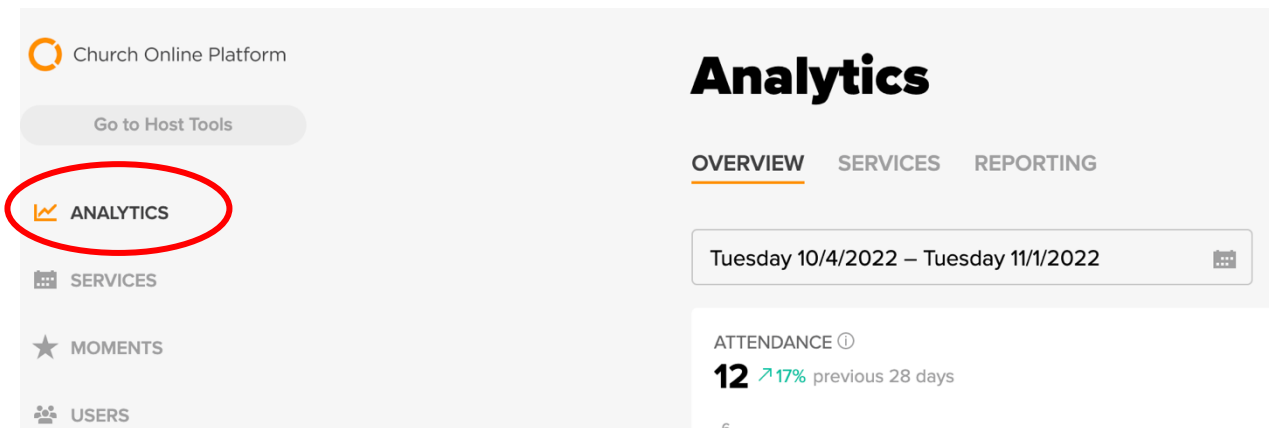 Church Online Platform
Go to Host Tools
ANALYTICS
SERVICES
MOMENTS
USERS
Analytics
OVERVIEW SERVICES REPORTING
Tuesday 10/4/2022 – Tuesday 11/1/2022
ATTENDANCE
12 17% previous 28 days